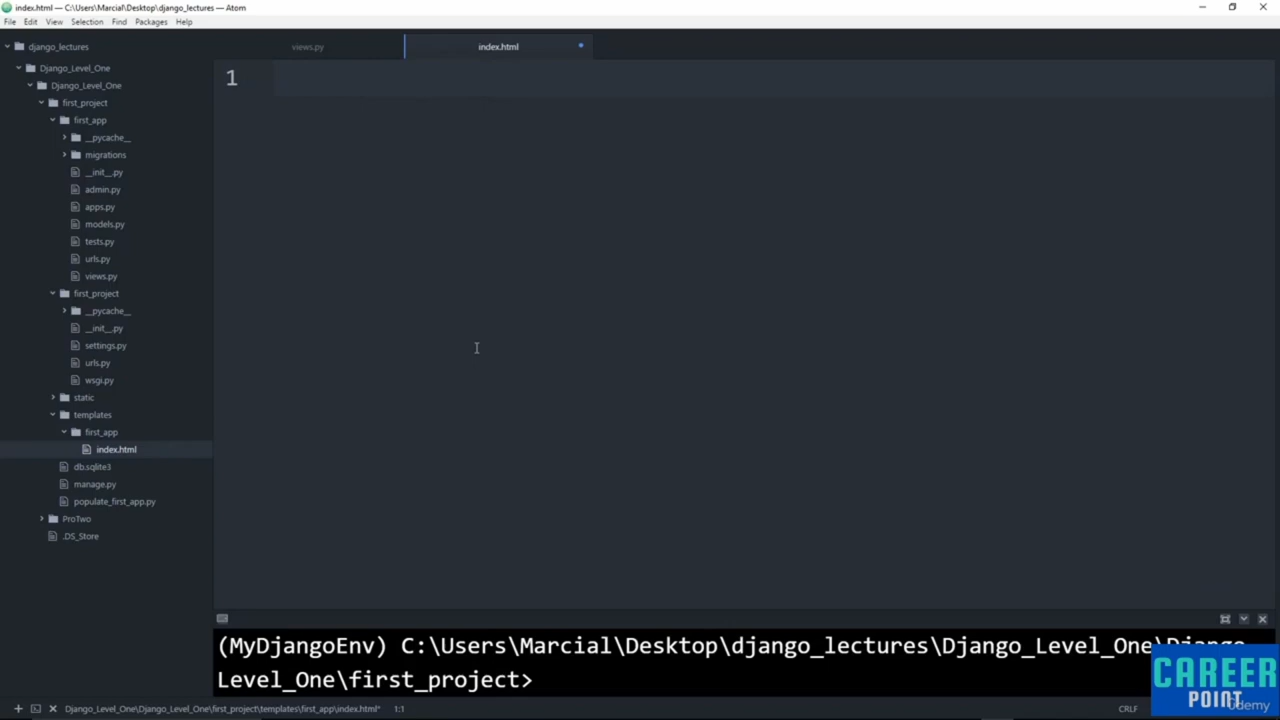 index.html — C:\Users\Marcial\Desktop\django_lectures — Atom
File Edit View Selection Find Packages Help
django_lectures
views.py
index.html
Django_Level_One
1
Django_Level_One
first_project
first_app
__pycache__
migrations
__init__.py
admin.py
apps.py
models.py
tests.py
urls.py
views.py
first_project
__pycache__
__init__.py
settings.py
urls.py
wsgi.py
static
templates
first_app
index.html
db.sqlite3
manage.py
populate_first_app.py
ProTwo
.DS_Store
(MyDjangoEnv) C:\Users\Marcial\Desktop\django_lectures\Django_Level_One\Django_
Level_One\first_project>
CAREER
POINT
Udemy
Django_Level_One\Django_Level_One\first_project\templates\first_app\index.html* 1:1
CRLF